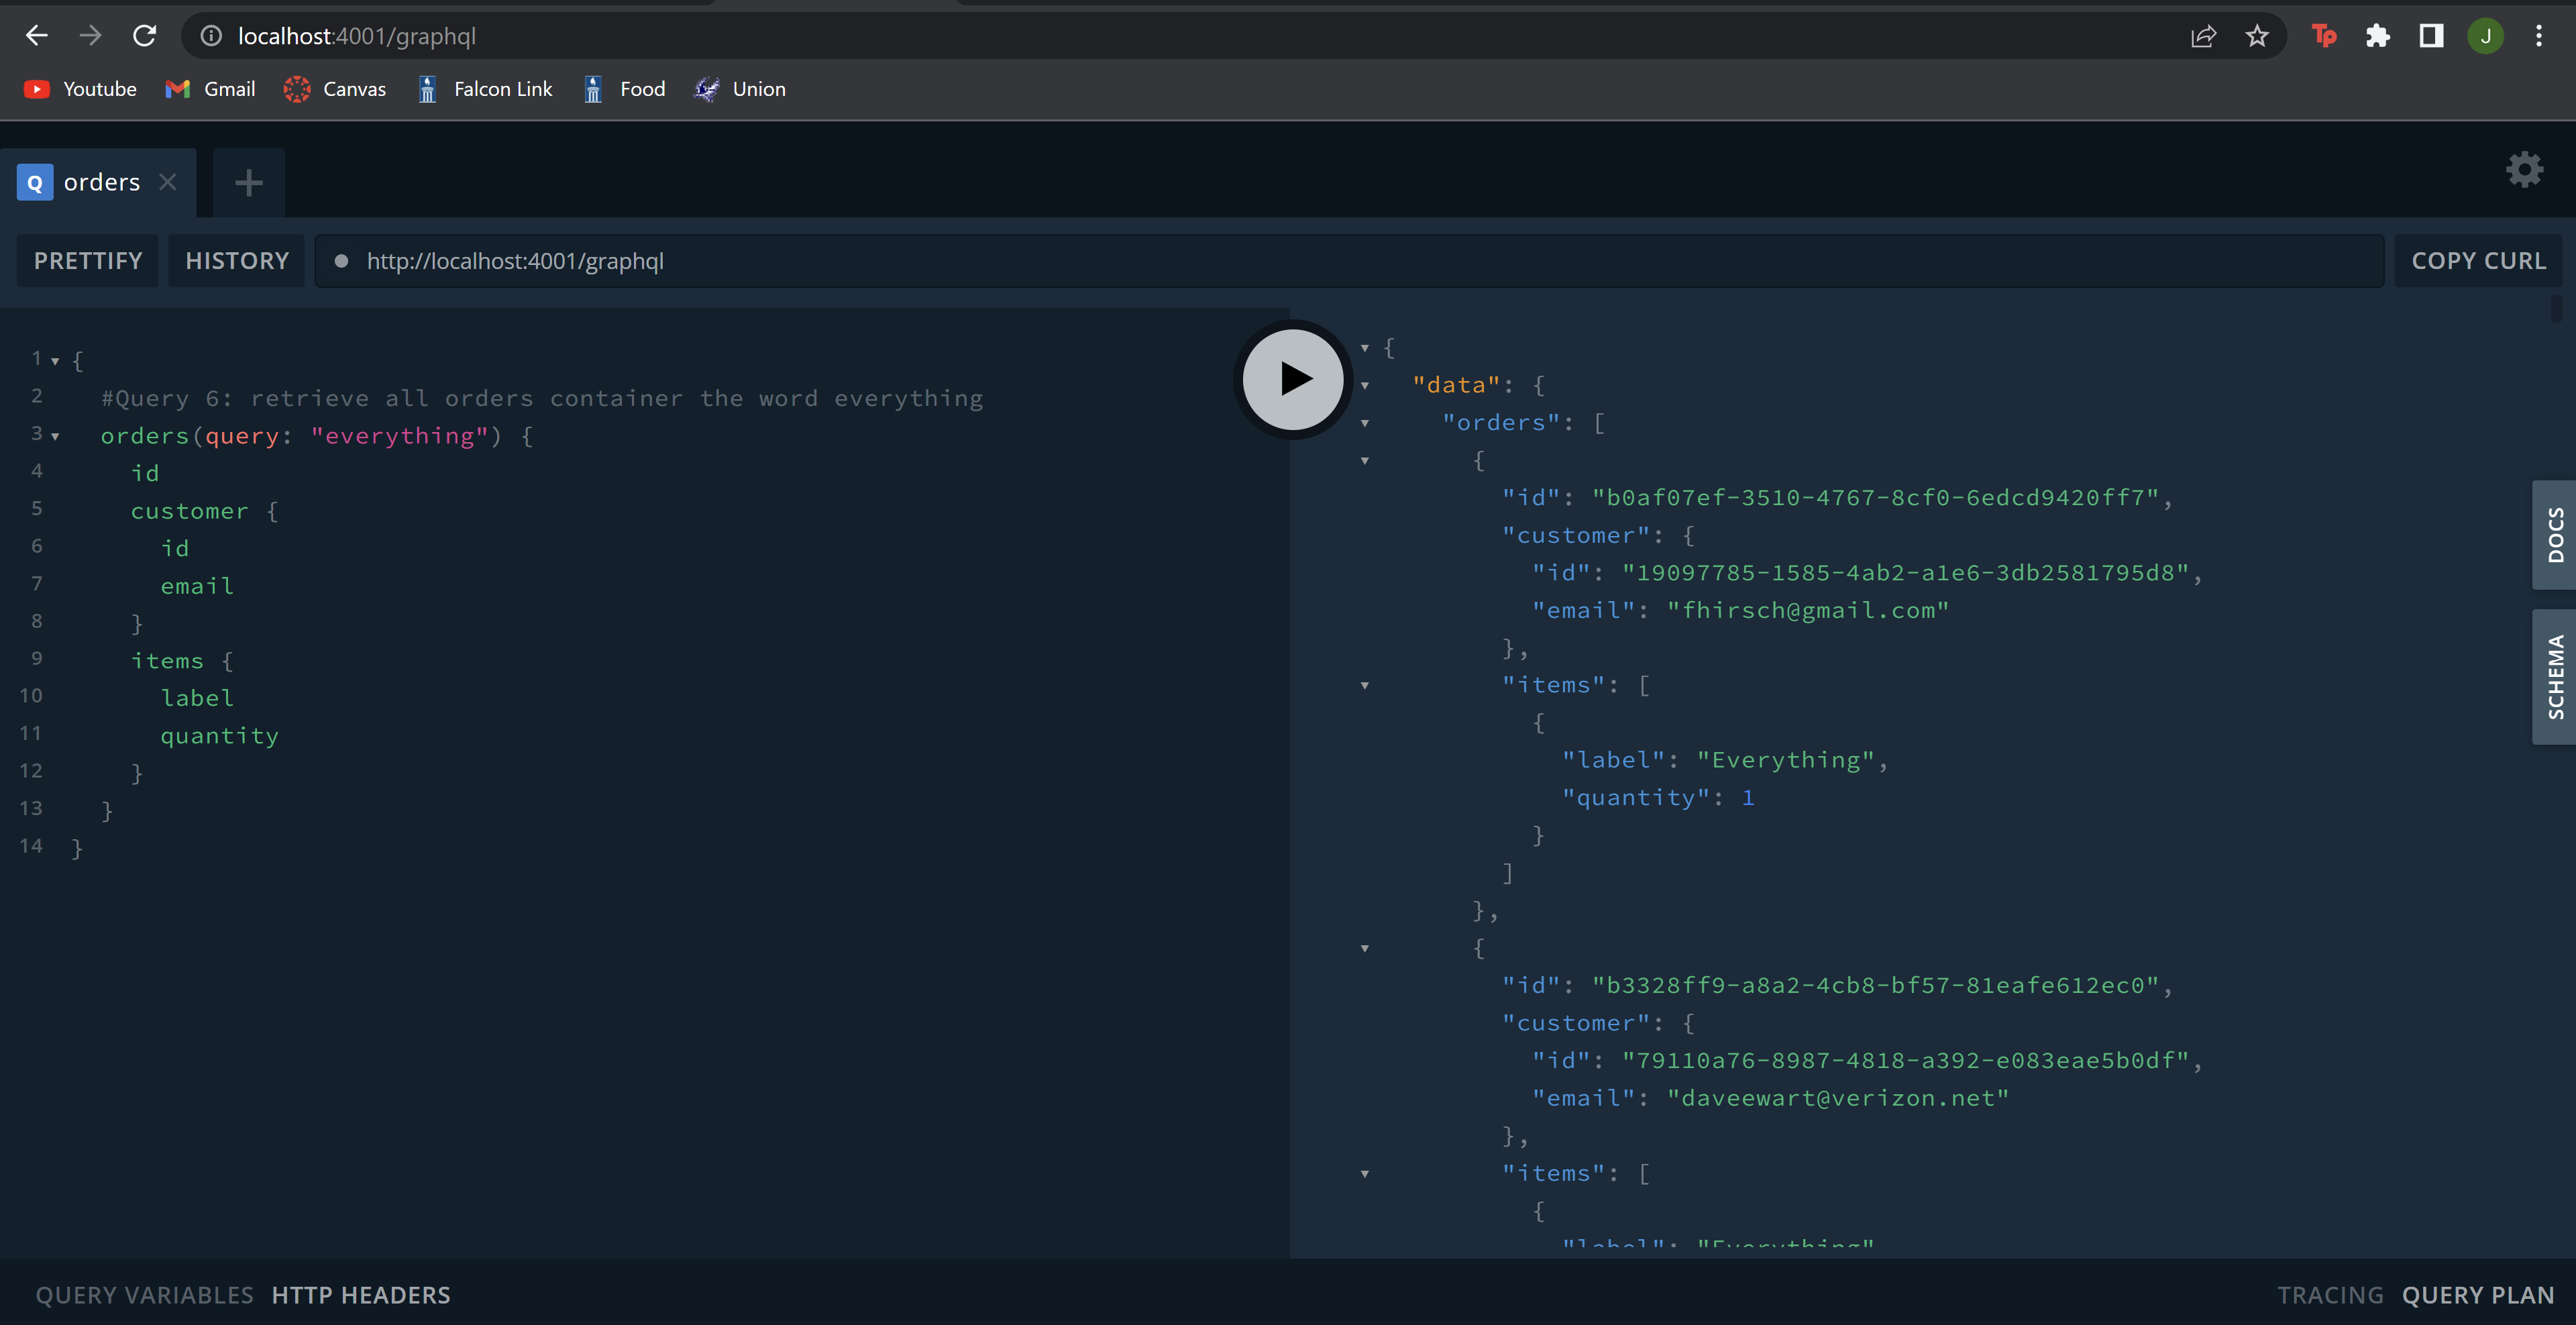 localhost:4001/graphql
Tp
J
Youtube Gmail Canvas Falcon Link Food Union
Q orders
PRETTIFY HISTORY http://localhost:4001/graphql COPY CURL
1 {
2 #Query 6: retrieve all orders container the word everything
3 orders(query: "everything") {
4 id
5 customer {
6 id
7 email
8 }
9 items {
10 label
11 quantity
12 }
13 }
14 }
{
"data": {
"orders": [
{
"id": "b0af07ef-3510-4767-8cf0-6edcd9420ff7",
"customer": {
"id": "19097785-1585-4ab2-a1e6-3db2581795d8",
"email": "fhirsch@gmail.com"
},
"items": [
{
"label": "Everything",
"quantity": 1
}
]
},
{
"id": "b3328ff9-a8a2-4cb8-bf57-81eafe612ec0",
"customer": {
"id": "79110a76-8987-4818-a392-e083eae5b0df",
"email": "daveewart@verizon.net"
},
"items": [
{
"label": "Everything"
DOCS
SCHEMA
QUERY VARIABLES HTTP HEADERS
TRACING QUERY PLAN